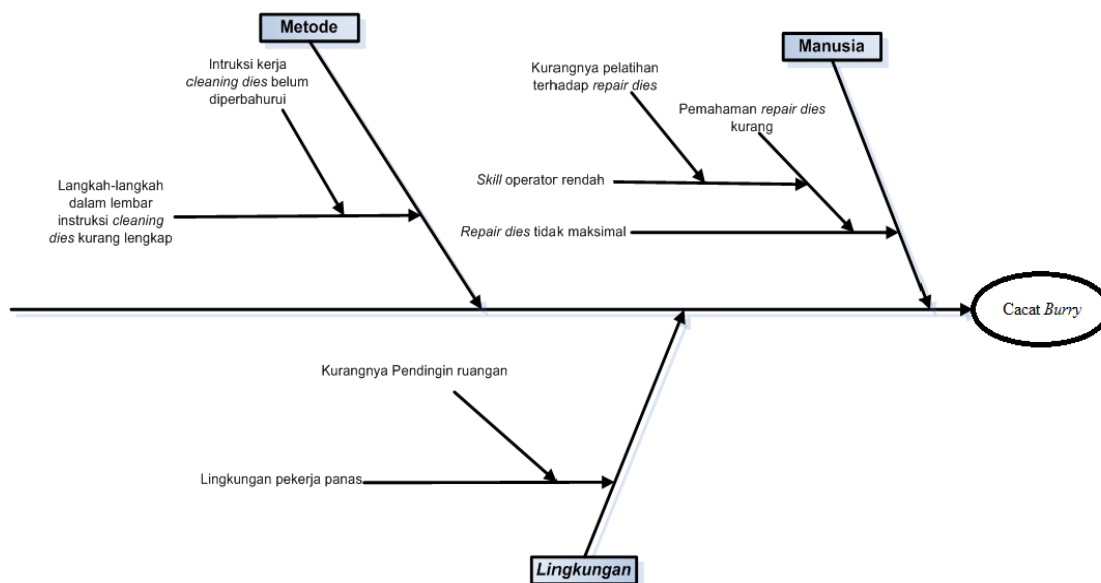 Metode
Manusia
Intruksi kerja
cleaning dies belum
diperbahurui
Kurangnya pelatihan
terhadap repair dies
Pemahaman repair dies
kurang
Langkah-langkah
dalam lembar
instruksi cleaning
dies kurang lengkap
Skill operator rendah
Repair dies tidak maksimal
Cacat Burry
Kurangnya Pendingin ruangan
Lingkungan pekerja panas
Lingkungan